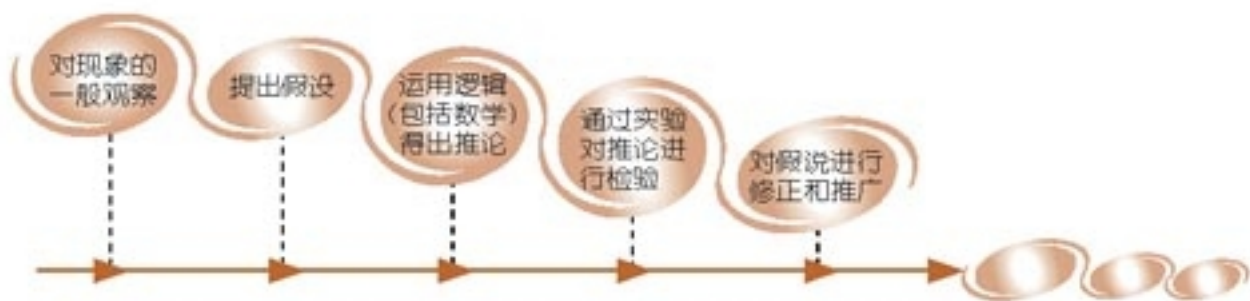 对现象的
一般观察
提出假设
运用逻辑
(包括数学)
得出推论
通过实验
对推论进
行检验
对假说进行
修正和推广